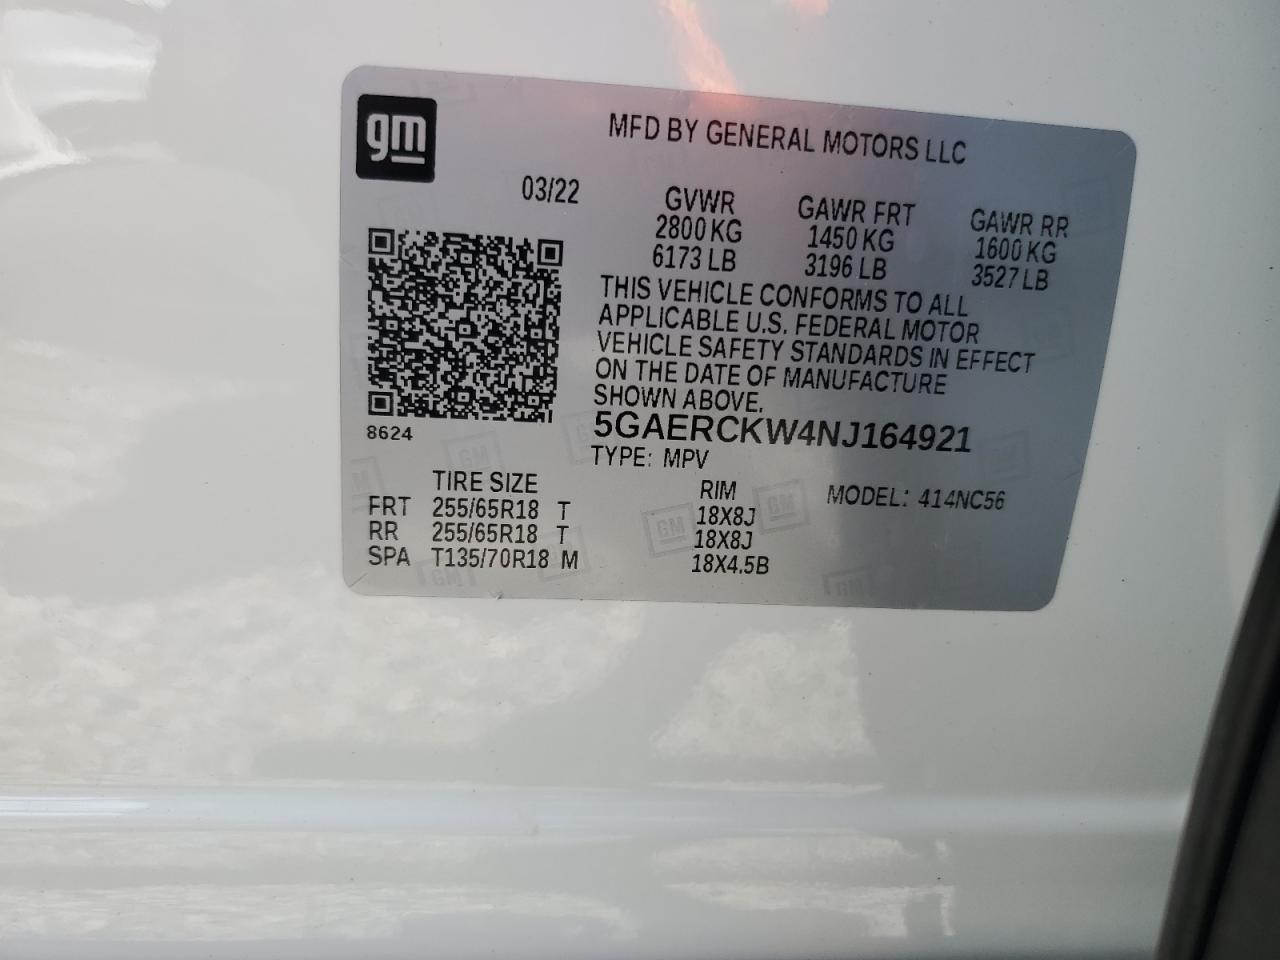 gm
MFD BY GENERAL MOTORS LLC
03/22
GVWR GAWR FRT GAWR RR
2800 KG 1450 KG 1600 KG
6173 LB 3196 LB 3527 LB
THIS VEHICLE CONFORMS TO ALL
APPLICABLE U.S. FEDERAL MOTOR
VEHICLE SAFETY STANDARDS IN EFFECT
ON THE DATE OF MANUFACTURE
SHOWN ABOVE.
8624
5GAERCKW4NJ164921
TYPE: MPV
TIRE SIZE RIM MODEL: 414NC56
FRT 255/65R18 T 18X8J
RR 255/65R18 T 18X8J
SPA T135/70R18 M 18X4.5B